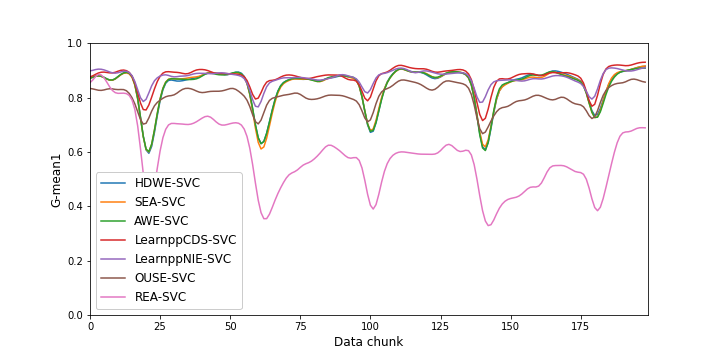 1.0
0.8
0.6
0.4
0.2
0.0
G-mean1
HDWE-SVC
SEA-SVC
AWE-SVC
LearnppCDS-SVC
LearnppNIE-SVC
OUSE-SVC
REA-SVC
0 25 50 75 100 125 150 175
Data chunk